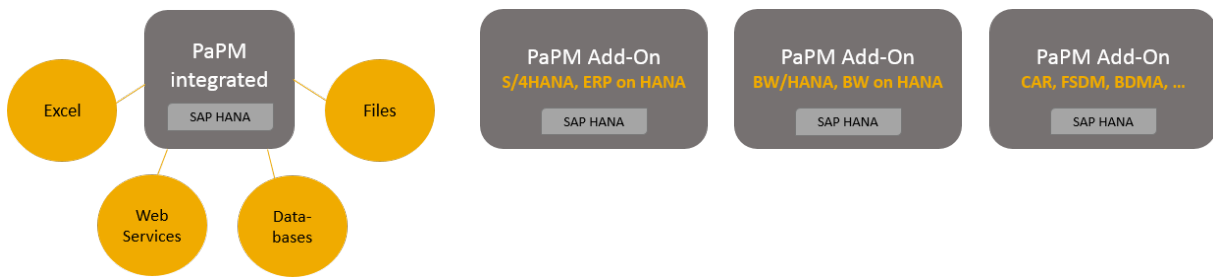 PaPM
integrated
SAP HANA
Excel
Files
Web
Services
Data-
bases
PaPM Add-On
S/4HANA, ERP on HANA
SAP HANA
PaPM Add-On
BW/HANA, BW on HANA
SAP HANA
PaPM Add-On
CAR, FSDM, BDMA, ...
SAP HANA